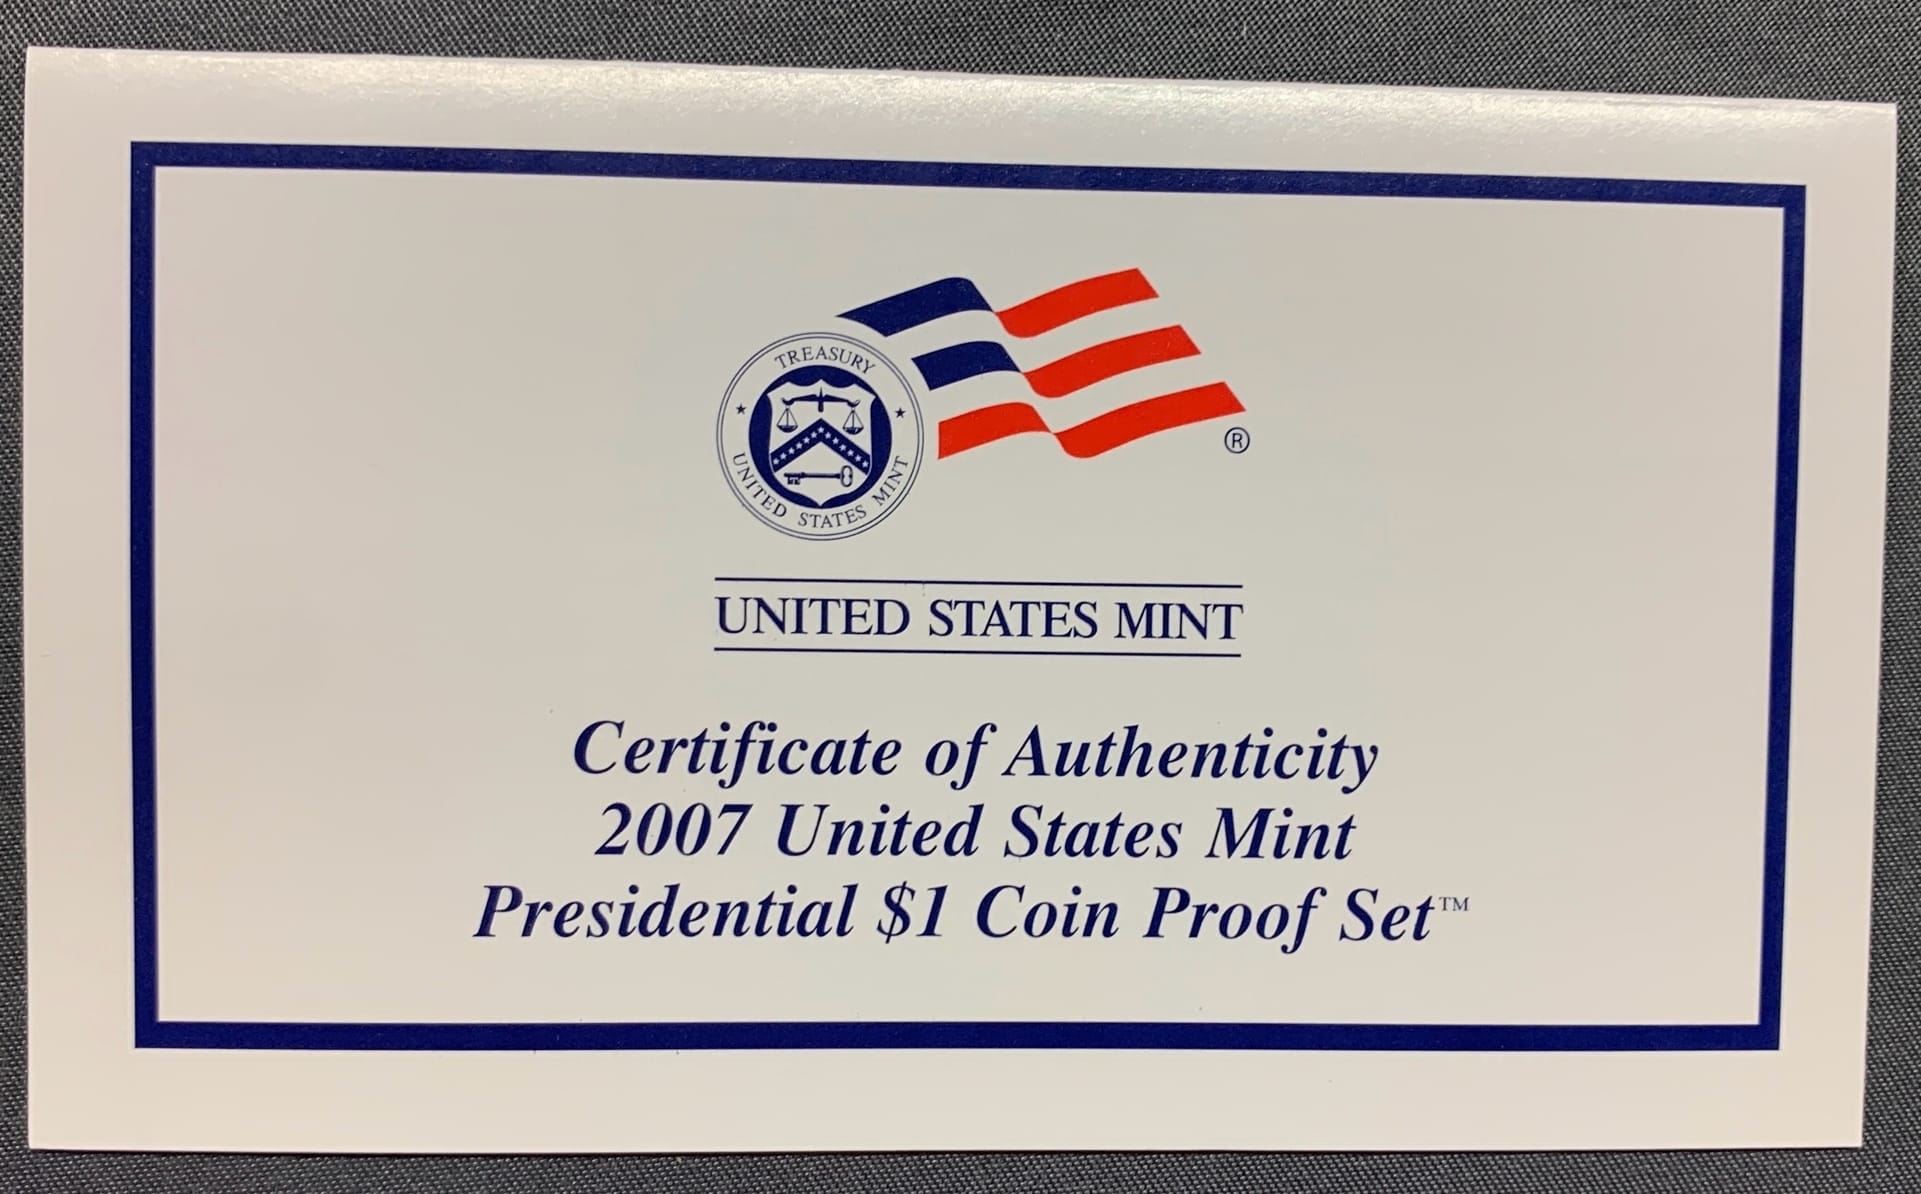 TREASURY
★ ★
UNITED STATES MINT
®
UNITED STATES MINT
Certificate of Authenticity
2007 United States Mint
Presidential $1 Coin Proof Set™